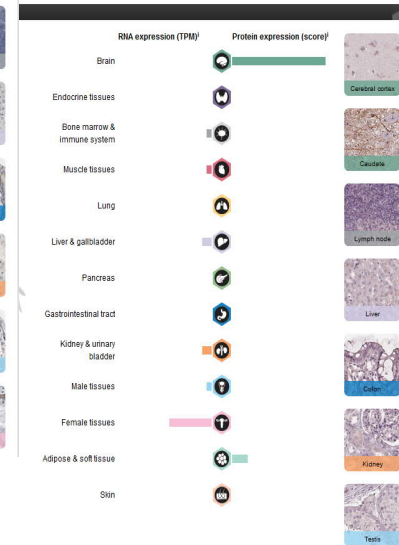 RNA expression (TPM)i Protein expression (score)i
Brain
Endocrine tissues
Bone marrow &
immune system
Muscle tissues
Lung
Liver & gallbladder
Pancreas
Gastrointestinal tract
Kidney & urinary
bladder
Male tissues
Female tissues
Adipose & soft tissue
Skin
Cerebral cortex
Caudate
Lymph node
Liver
Colon
Kidney
Testis